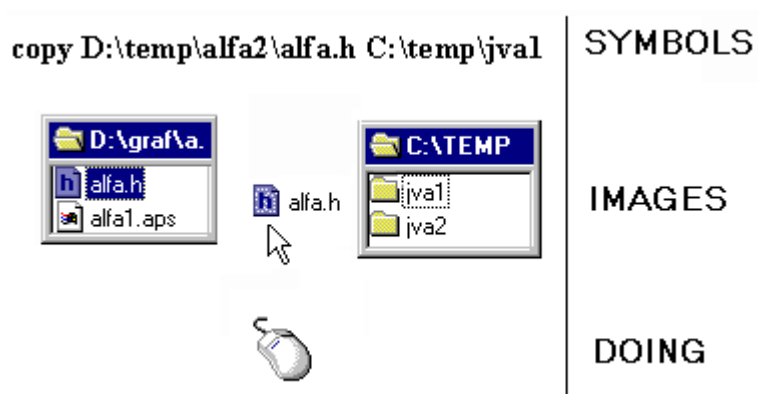 copy D:\temp\alfa2\alfa.h C:\temp\jva1
SYMBOLS
D:\graf\a.
alfa.h
alfa1.aps
h alfa.h
C:\TEMP
jva1
jva2
IMAGES
DOING